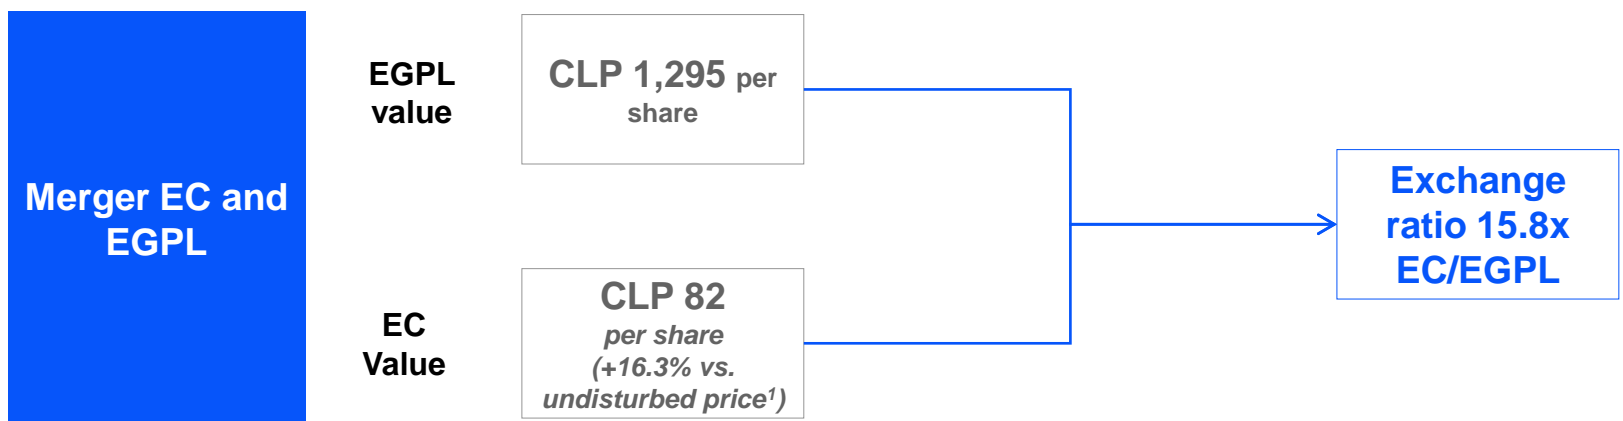 Merger EC and
EGPL
EGPL
value
CLP 1,295 per
share
EC
Value
CLP 82
per share
(+16.3% vs.
undisturbed price¹)
Exchange
ratio 15.8x
EC/EGPL